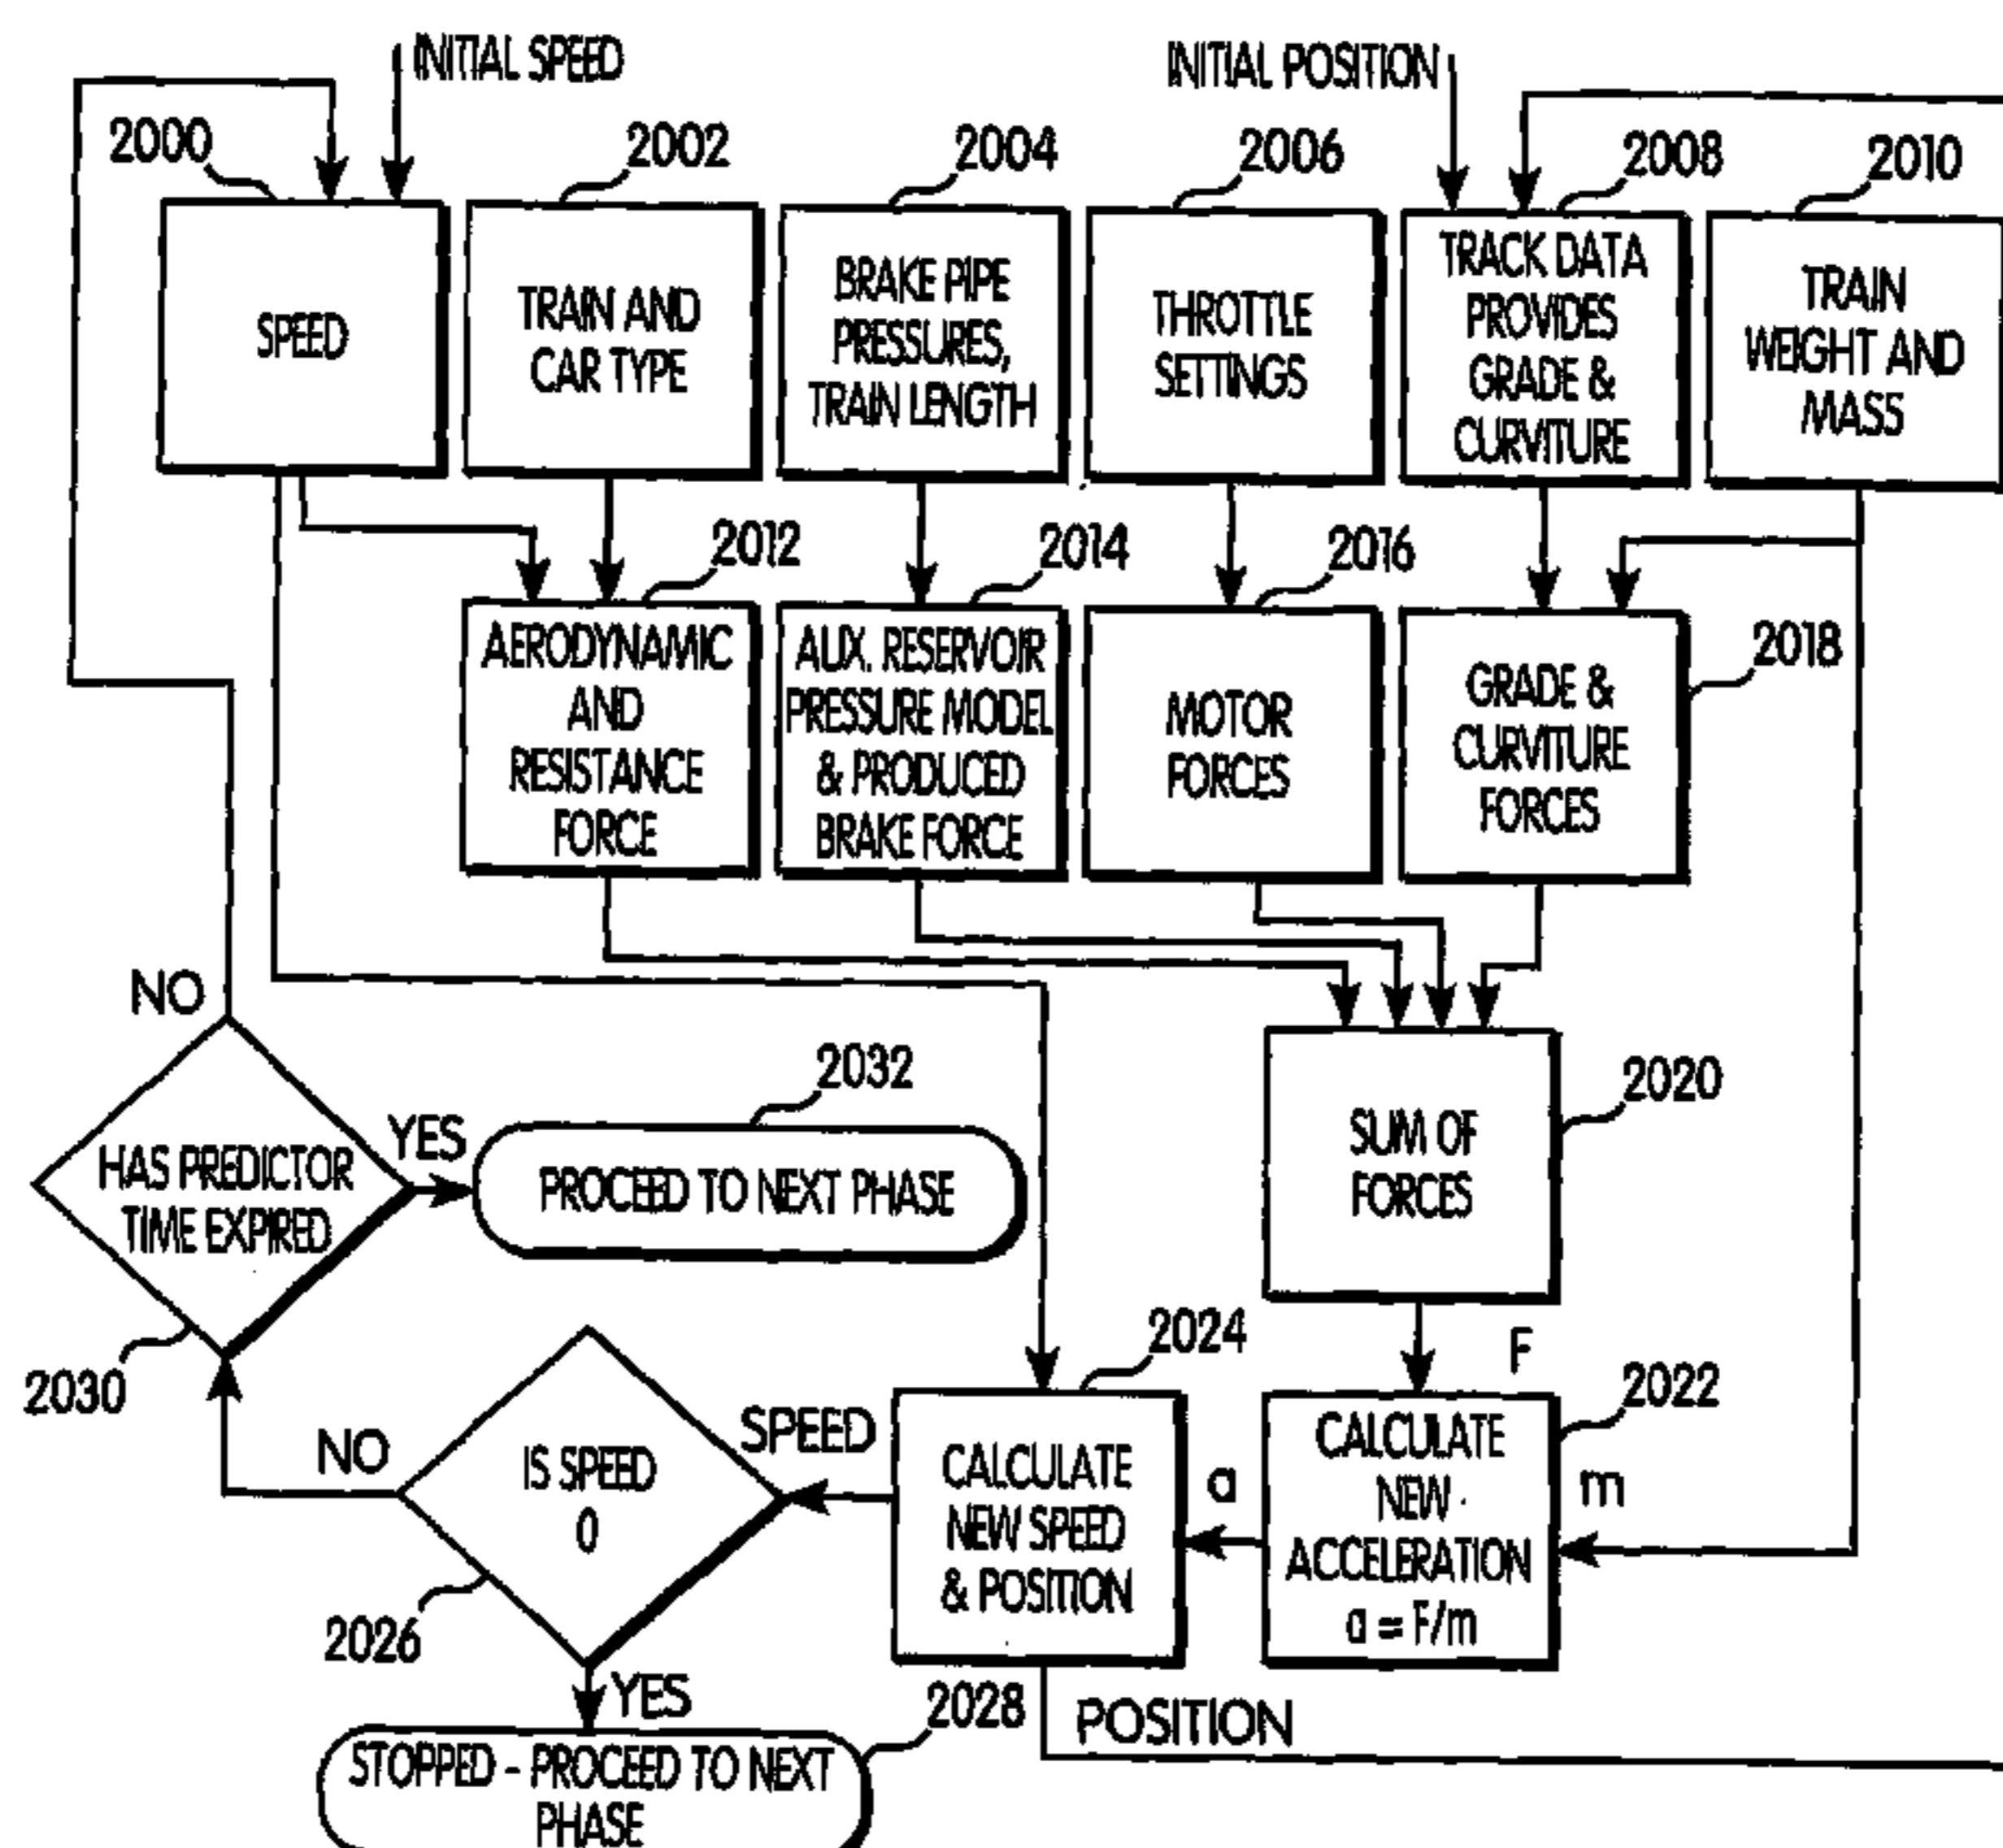 INITIAL SPEED
INITIAL POSITION
2000
2002
2004
2006
2008
2010
SPEED
TRAIN AND
CAR TYPE
BRAKE PIPE
PRESSURES,
TRAIN LENGTH
THROTTLE
SETTINGS
TRACK DATA
PROVIDES
GRADE &
CURVITURE
TRAIN
WEIGHT AND
MASS
2012
2014
2016
2018
AERODYNAMIC
AND
RESISTANCE
FORCE
AUX. RESERVOIR
PRESSURE MODEL
& PRODUCED
BRAKE FORCE
MOTOR
FORCES
GRADE &
CURVITURE
FORCES
NO
YES
2032
2020
HAS PREDICTOR
TIME EXPIRED
PROCEED TO NEXT PHASE
SUM OF
FORCES
2030
2024
F
2022
NO
IS SPEED
0
SPEED
CALCULATE
NEW SPEED
& POSITION
a
CALCULATE
NEW
ACCELERATION
a = F/m
m
2026
YES
2028
POSITION
STOPPED - PROCEED TO NEXT
PHASE